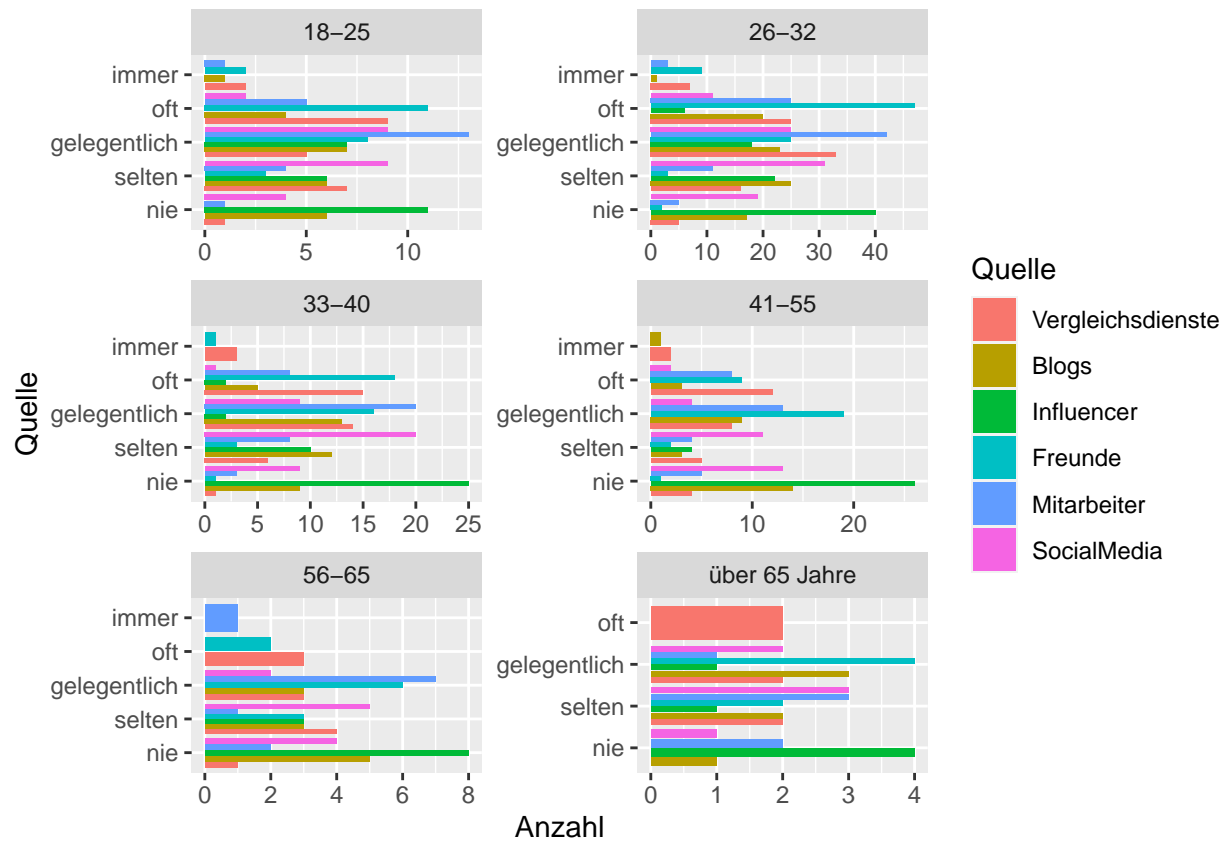 18−25
immer
oft
gelegentlich
selten
nie
0 5 10
26−32
immer
oft
gelegentlich
selten
nie
0 10 20 30 40
33−40
immer
oft
gelegentlich
selten
nie
0 5 10 15 20 25
41−55
immer
oft
gelegentlich
selten
nie
0 10 20
56−65
immer
oft
gelegentlich
selten
nie
0 2 4 6 8
über 65 Jahre
oft
gelegentlich
selten
nie
0 1 2 3 4
Quelle
Anzahl
Quelle
Vergleichsdienste
Blogs
Influencer
Freunde
Mitarbeiter
SocialMedia